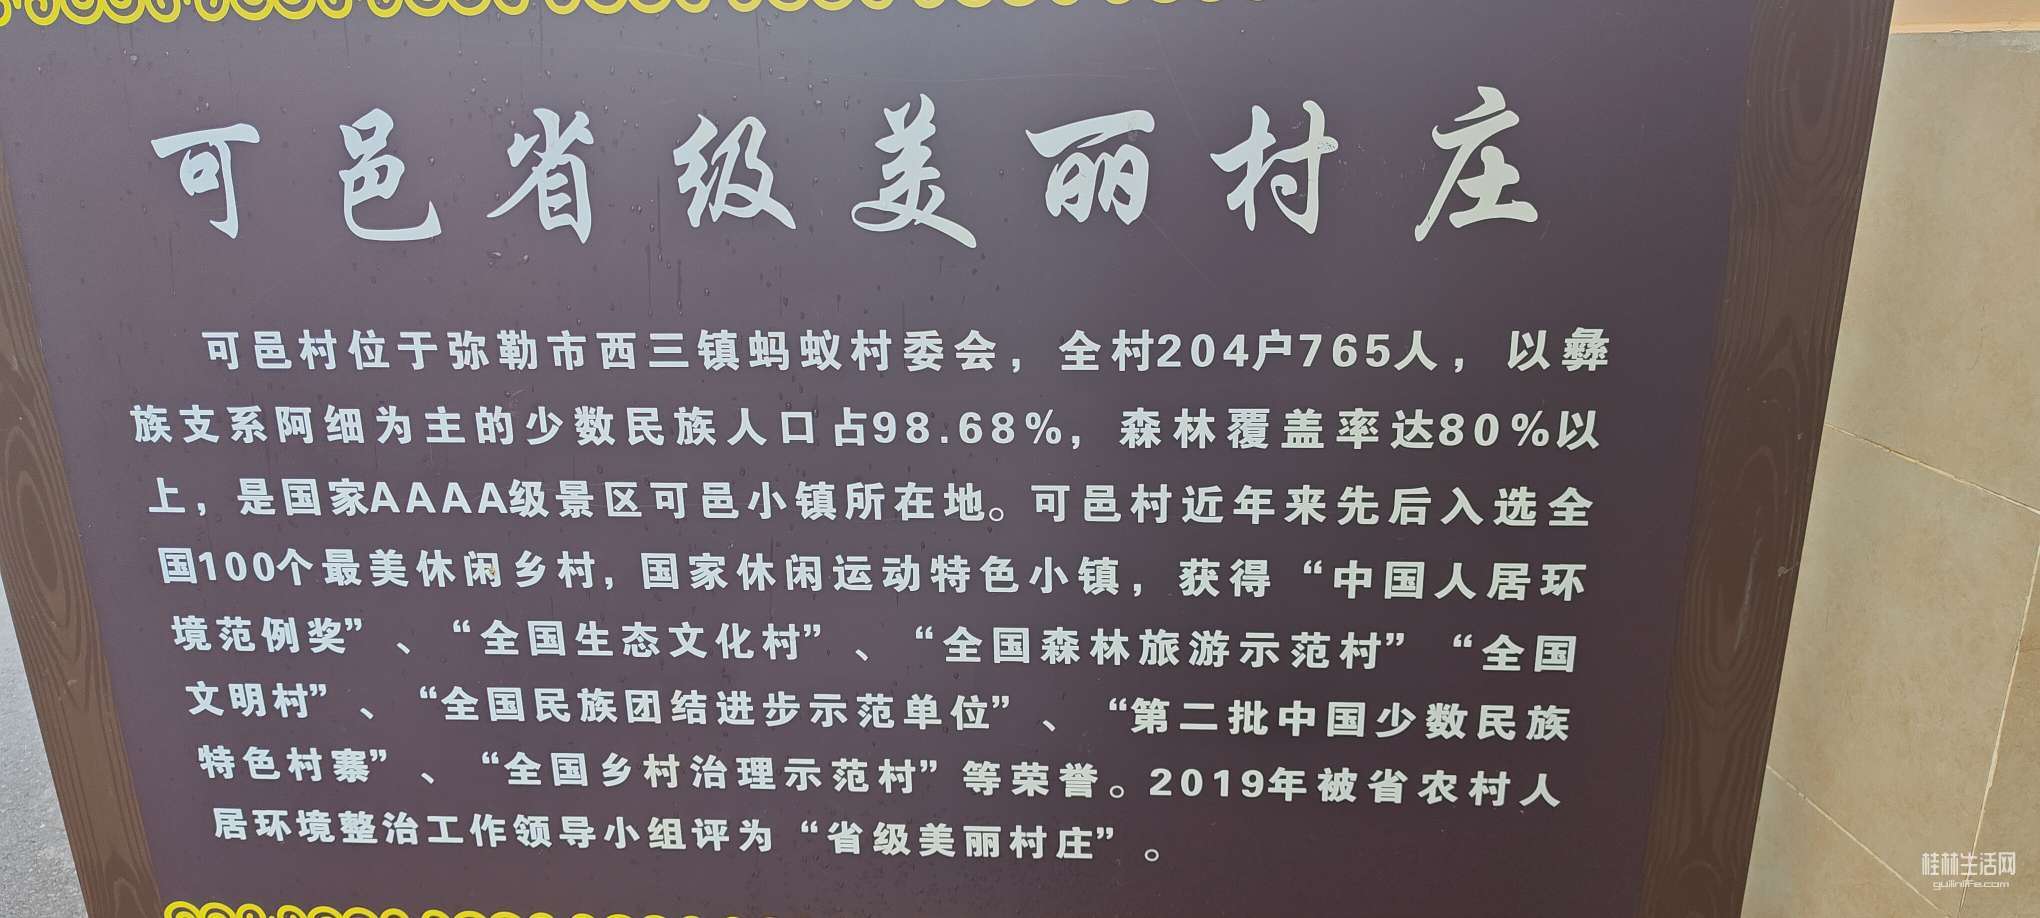 可邑省级美丽村庄
可邑村位于弥勒市西三镇蚂蚁村委会，全村204户765人，以彝
族支系阿细为主的少数民族人口占98.68%，森林覆盖率达80%以
上，是国家AAAA级景区可邑小镇所在地。可邑村近年来先后入选全
国100个最美休闲乡村，国家休闲运动特色小镇，获得“中国人居环
境范例奖”、“全国生态文化村”、“全国森林旅游示范村”“全国
文明村”、“全国民族团结进步示范单位”、“第二批中国少数民族
特色村寨”、“全国乡村治理示范村”等荣誉。2019年被省农村人
居环境整治工作领导小组评为“省级美丽村庄”。
桂林生活网
guilinlife.com